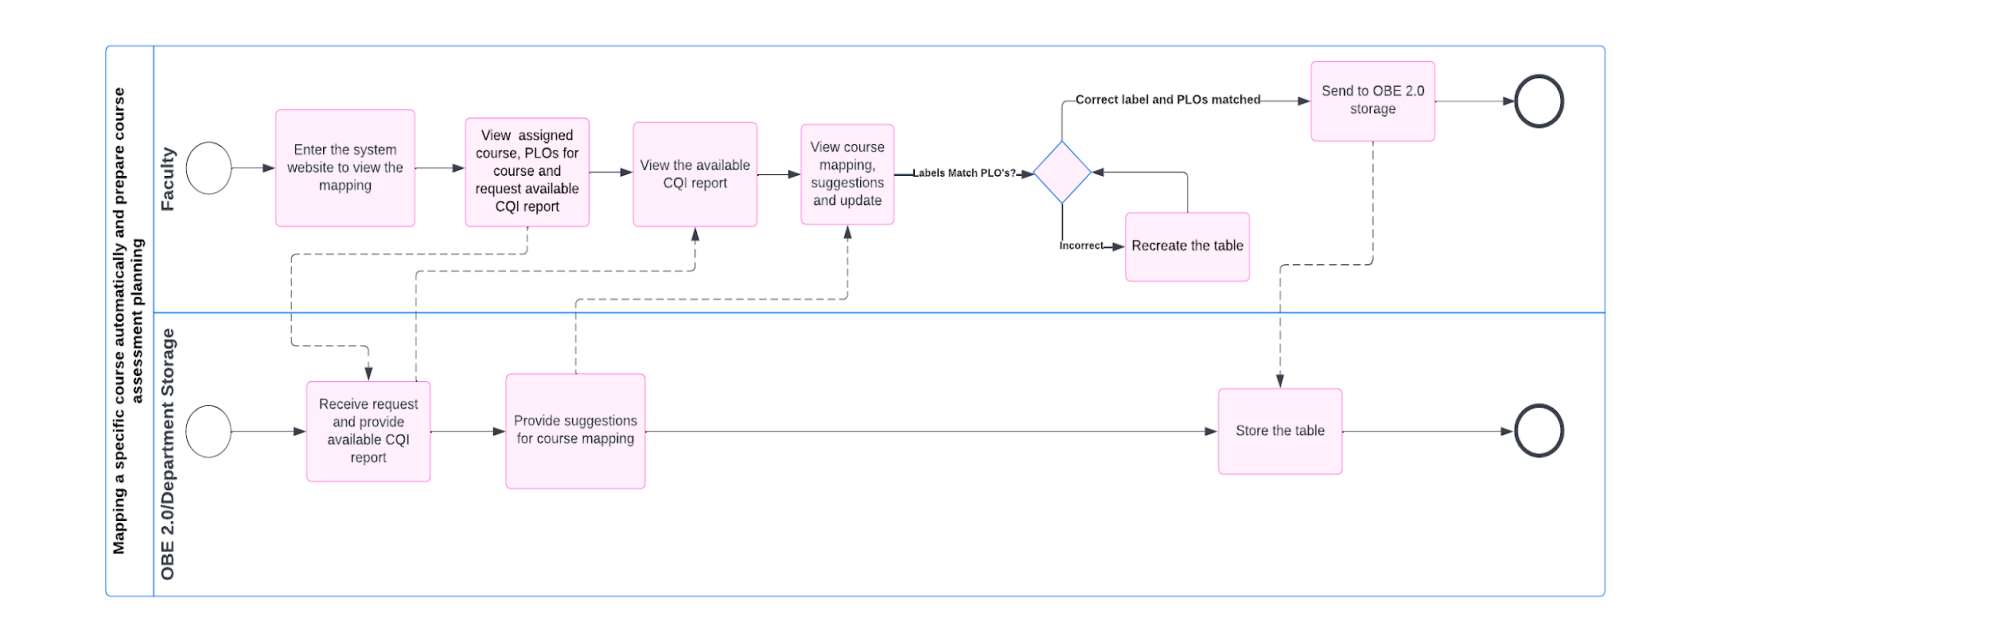 Mapping a specific course automatically and prepare course
assessment planning
Faculty
Enter the system
website to view the
mapping
View  assigned
course, PLOs for
course and
request available
CQI report
View the available
CQI report
View course
mapping,
suggestions
and update
Labels Match PLO's?
Correct label and PLOs matched
Incorrect
Recreate the table
Send to OBE 2.0
storage
OBE 2.0/Department Storage
Receive request
and provide
available CQI
report
Provide suggestions
for course mapping
Store the table